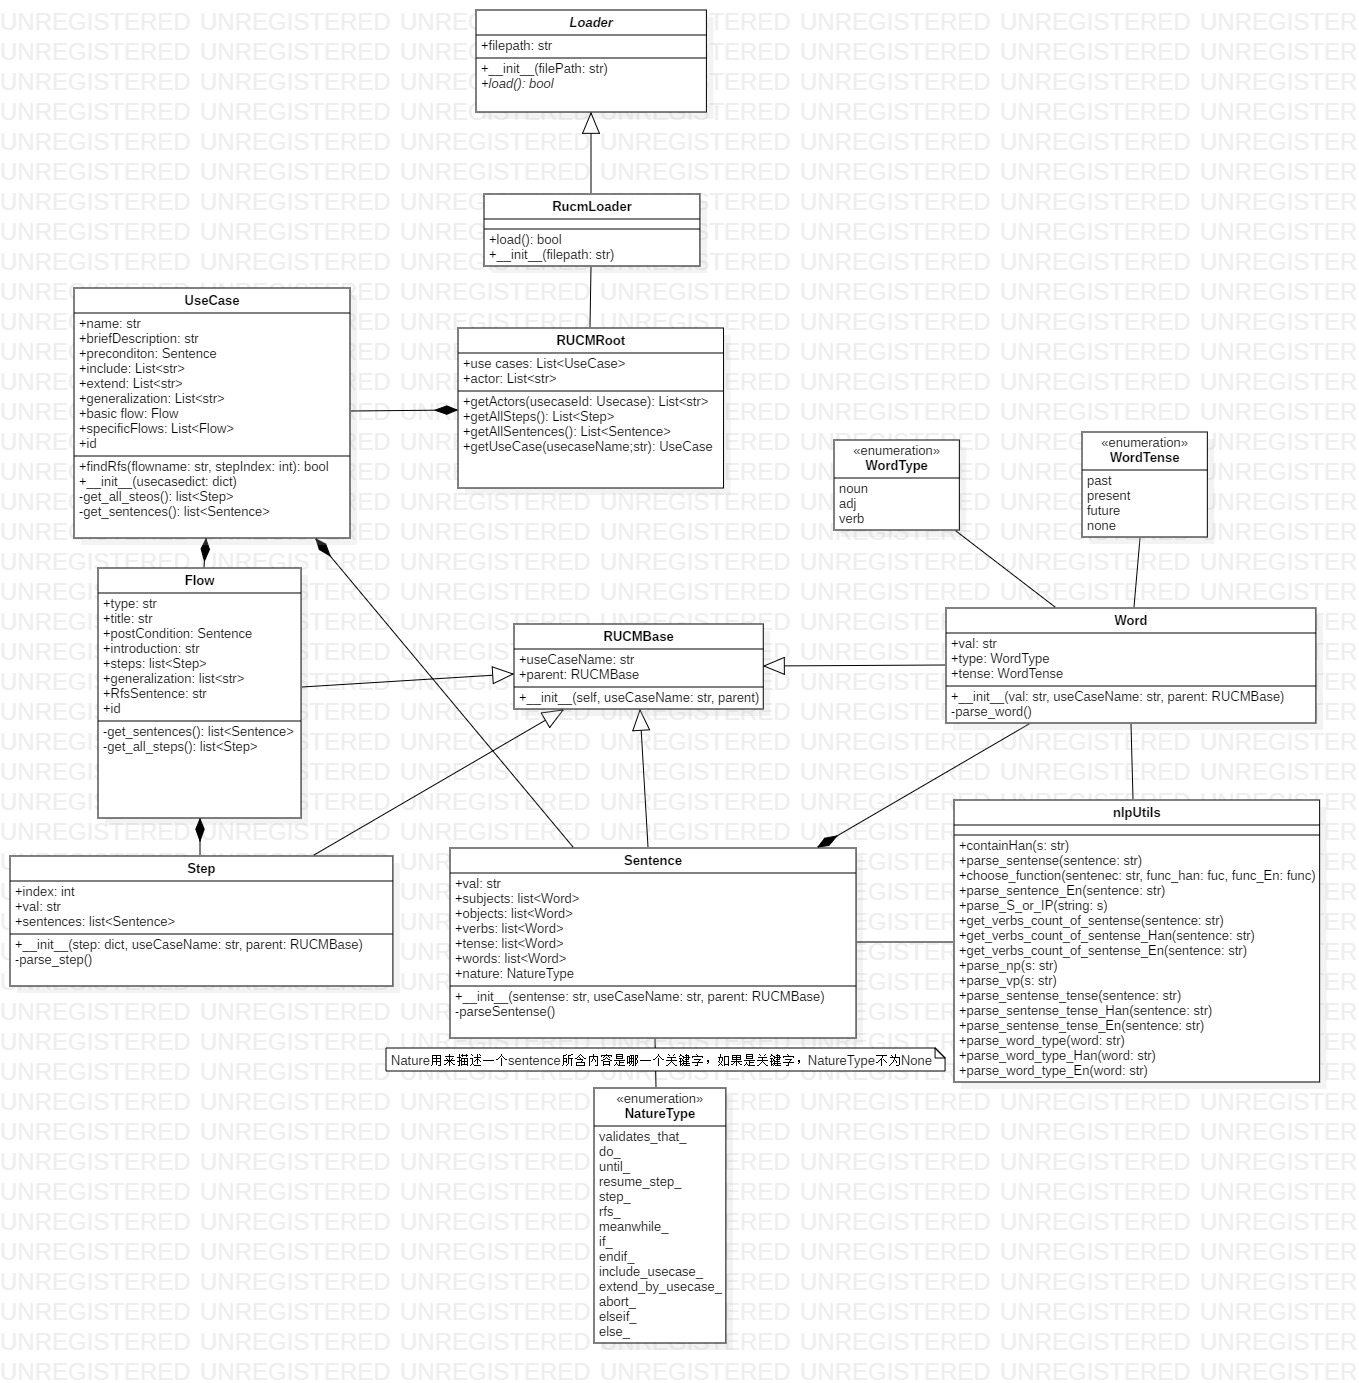 Loader
+filepath: str
+__init__(filePath: str)
+load(): bool
RucmLoader
+load(): bool
+__init__(filepath: str)
UseCase
+name: str
+briefDescription: str
+preconditon: Sentence
+include: List<str>
+extend: List<str>
+generalization: List<str>
+basic flow: Flow
+specificFlows: List<Flow>
+id
+findRfs(flowname: str, stepIndex: int): bool
+__init__(usecasedict: dict)
-get_all_steos(): list<Step>
-get_sentences(): list<Sentence>
RUCMRoot
+use cases: List<UseCase>
+actor: List<str>
+getActors(usecaseId: Usecase): List<str>
+getAllSteps(): List<Step>
+getAllSentences(): List<Sentence>
+getUseCase(usecaseName;str): UseCase
«enumeration»
WordType
noun
adj
verb
«enumeration»
WordTense
past
present
future
none
Flow
+type: str
+title: str
+postCondition: Sentence
+introduction: str
+steps: list<Step>
+generalization: list<str>
+RfsSentence: str
+id
-get_sentences(): list<Sentence>
-get_all_steps(): list<Step>
RUCMBase
+useCaseName: str
+parent: RUCMBase
+__init__(self, useCaseName: str, parent)
Word
+val: str
+type: WordType
+tense: WordTense
+__init__(val: str, useCaseName: str, parent: RUCMBase)
-parse_word()
Step
+index: int
+val: str
+sentences: list<Sentence>
+__init__(step: dict, useCaseName: str, parent: RUCMBase)
-parse_step()
Sentence
+val: str
+subjects: list<Word>
+objects: list<Word>
+verbs: list<Word>
+tense: list<Word>
+words: list<Word>
+nature: NatureType
+__init__(sentense: str, useCaseName: str, parent: RUCMBase)
-parseSentense()
nlpUtils
+containHan(s: str)
+parse_sentense(sentence: str)
+choose_function(sentenec: str, func_han: fuc, func_En: func)
+parse_sentence_En(sentence: str)
+parse_S_or_IP(string: s)
+get_verbs_count_of_sentense(sentence: str)
+get_verbs_count_of_sentense_Han(sentence: str)
+get_verbs_count_of_sentense_En(sentence: str)
+parse_np(s: str)
+parse_vp(s: str)
+parse_sentense_tense(sentence: str)
+parse_sentense_tense_Han(sentence: str)
+parse_sentense_tense_En(sentence: str)
+parse_word_type(word: str)
+parse_word_type_Han(word: str)
+parse_word_type_En(word: str)
Nature用来描述一个sentence所含内容是哪一个关键字，如果是关键字，NatureType不为None
«enumeration»
NatureType
validates_that_
do_
until_
resume_step_
step_
rfs_
meanwhile_
if_
endif_
include_usecase_
extend_by_usecase_
abort_
elseif_
else_